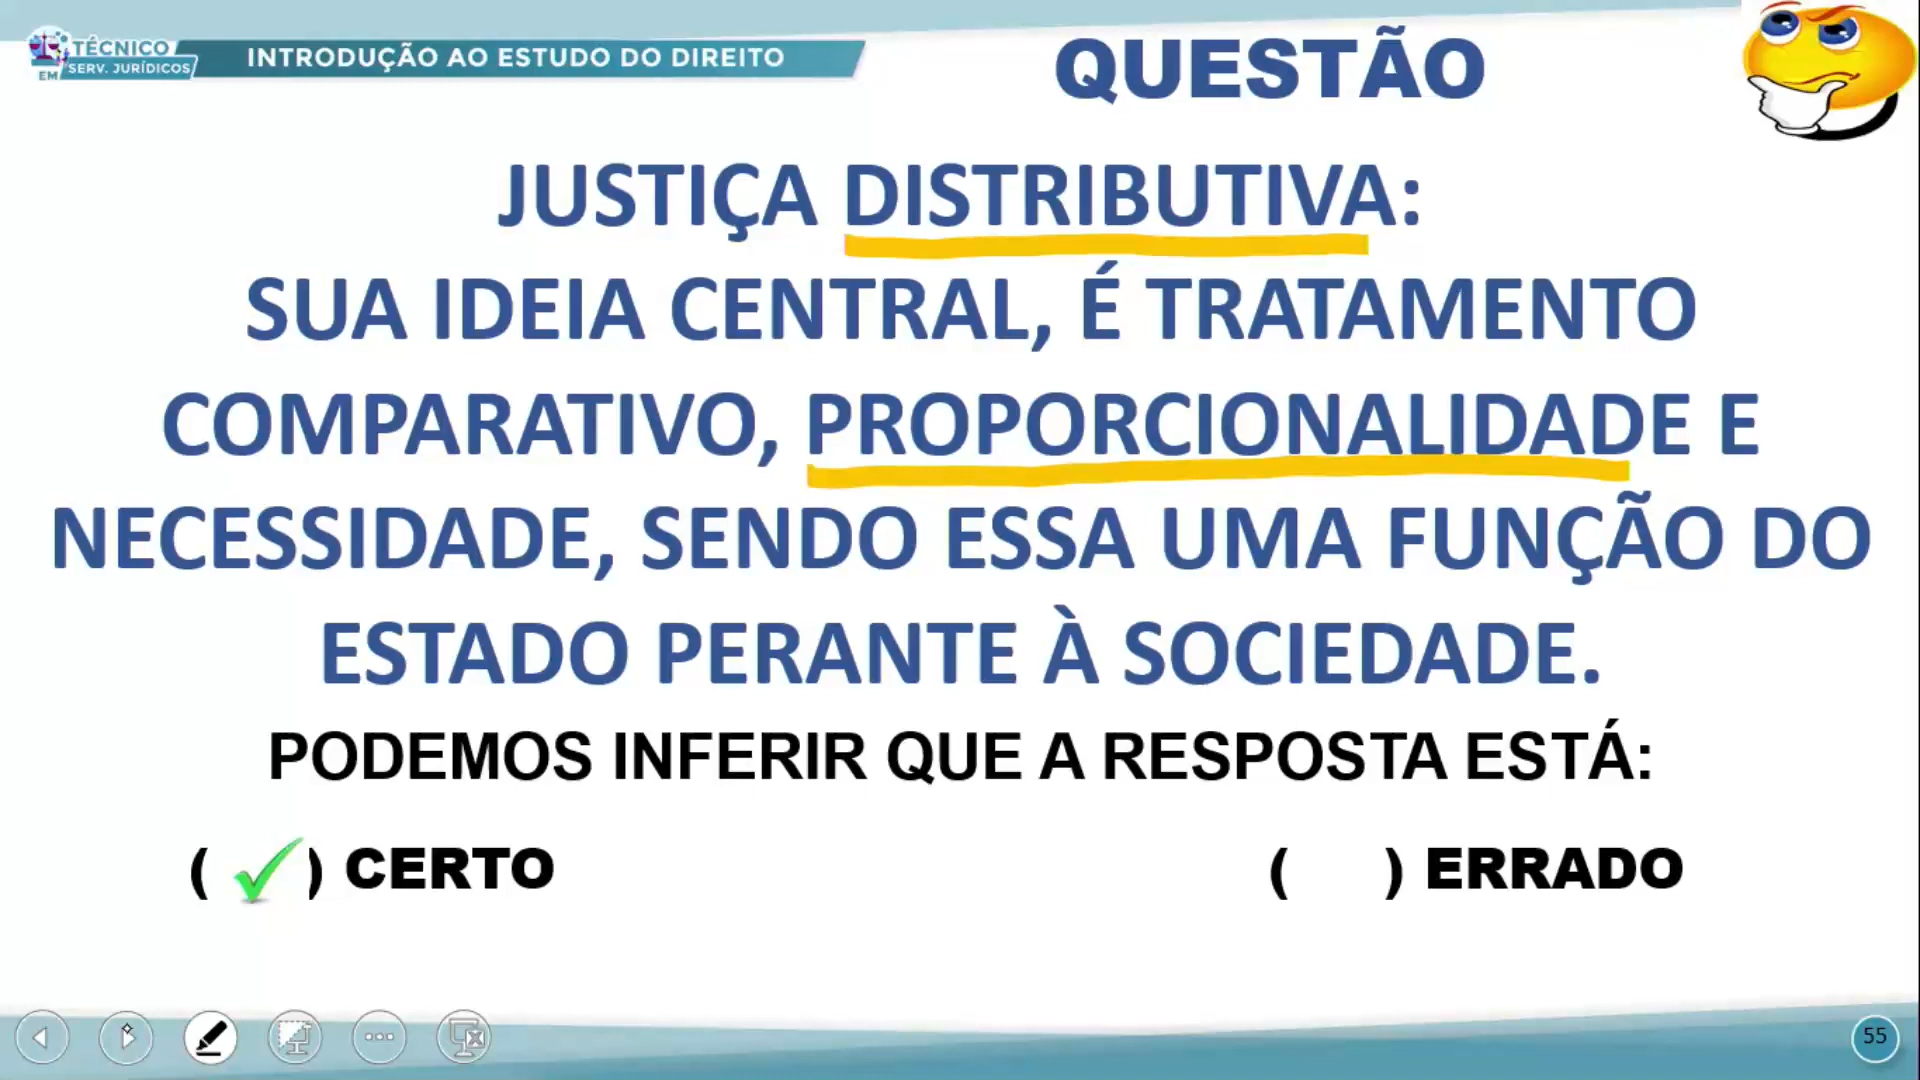 TÉCNICO
EM SERV. JURÍDICOS
INTRODUÇÃO AO ESTUDO DO DIREITO
QUESTÃO
JUSTIÇA DISTRIBUTIVA:
SUA IDEIA CENTRAL, É TRATAMENTO
COMPARATIVO, PROPORCIONALIDADE E
NECESSIDADE, SENDO ESSA UMA FUNÇÃO DO
ESTADO PERANTE À SOCIEDADE.
PODEMOS INFERIR QUE A RESPOSTA ESTÁ:
( ✓ ) CERTO
( ) ERRADO
55